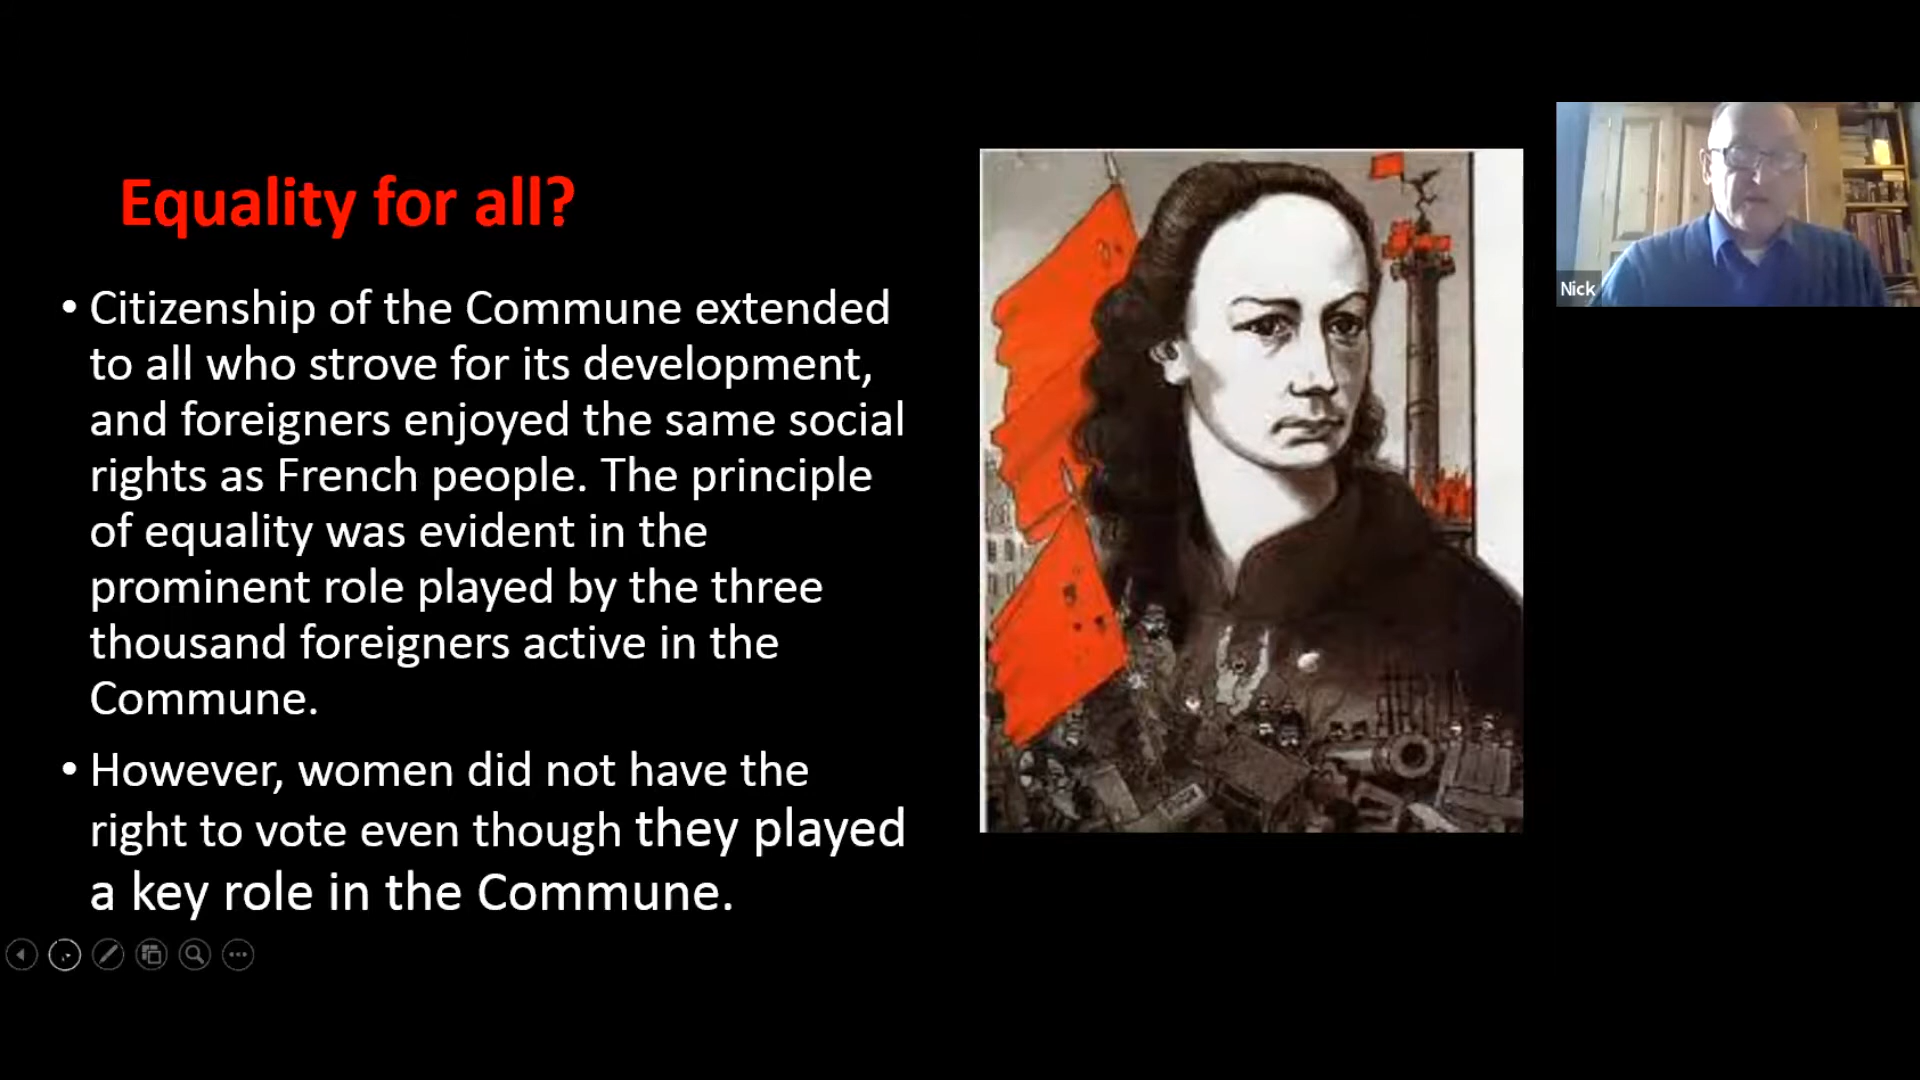 Equality for all?
• Citizenship of the Commune extended
to all who strove for its development,
and foreigners enjoyed the same social
rights as French people. The principle
of equality was evident in the
prominent role played by the three
thousand foreigners active in the
Commune.
• However, women did not have the
right to vote even though they played
a key role in the Commune.
Nick